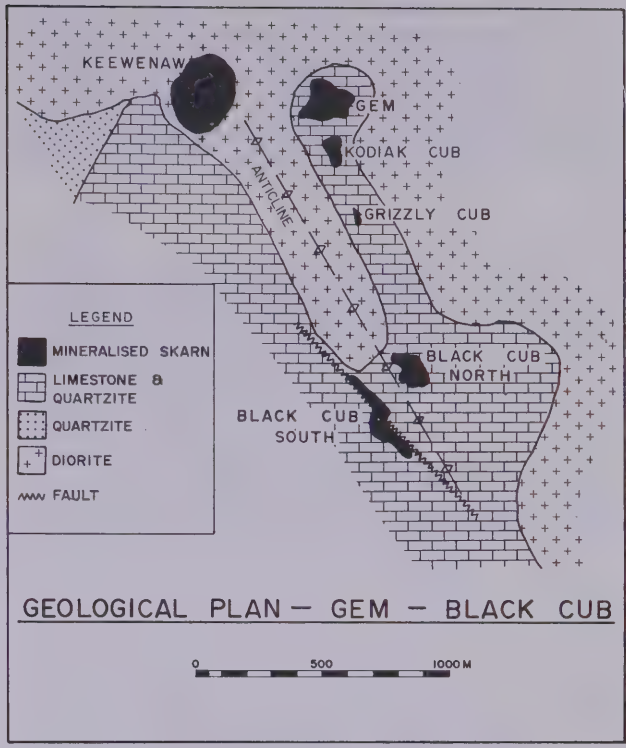 KEEWENAW
GEM
KODIAK CUB
ANTICLINE
GRIZZLY CUB
LEGEND
MINERALISED SKARN
LIMESTONE &
QUARTZITE
QUARTZITE
DIORITE
FAULT
BLACK CUB
NORTH
BLACK CUB
SOUTH
GEOLOGICAL PLAN — GEM — BLACK CUB
0 500 1000 M